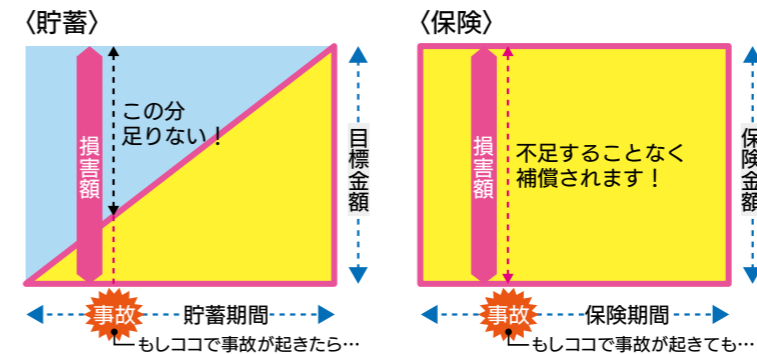 〈貯蓄〉
この分
足りない！
損害額
目標金額
事故
貯蓄期間
もしココで事故が起きたら…
〈保険〉
損害額
不足することなく
補償されます！
保険金額
事故
保険期間
もしココで事故が起きても…